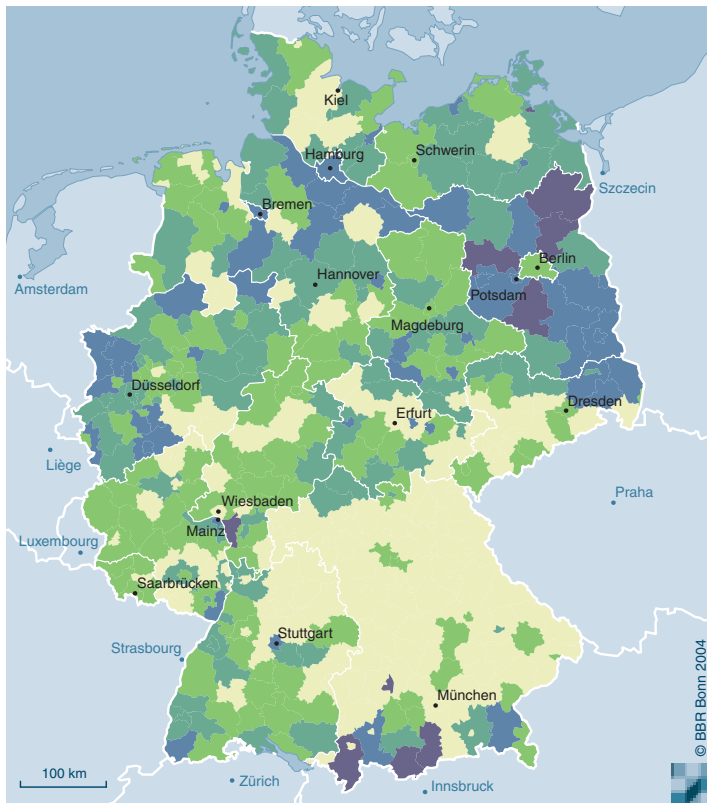 Kiel
Hamburg
Schwerin
Szczecin
Bremen
Berlin
Hannover
Amsterdam
Potsdam
Magdeburg
Düsseldorf
Dresden
Erfurt
Liège
Praha
Wiesbaden
Mainz
Luxembourg
Saarbrücken
Stuttgart
Strasbourg
© BBR Bonn 2004
München
100 km
Zürich
Innsbruck